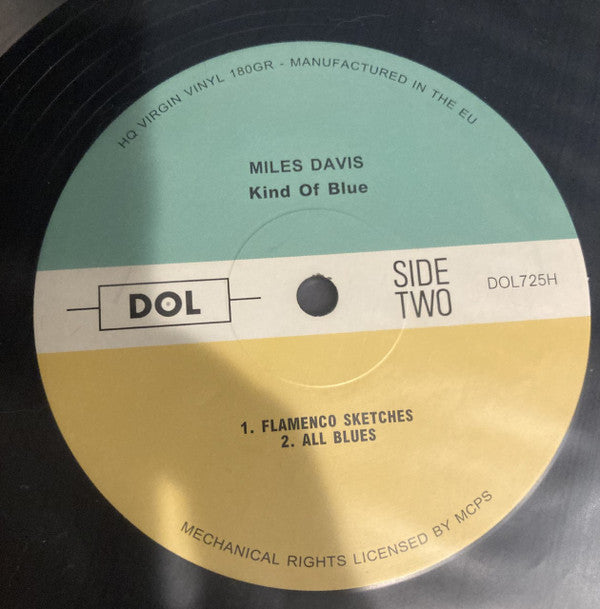 HQ VIRGIN VINYL 180GR - MANUFACTURED IN THE EU
MILES DAVIS
Kind Of Blue
DOL
SIDE
TWO
DOL725H
1. FLAMENCO SKETCHES
2. ALL BLUES
MECHANICAL RIGHTS LICENSED BY MCPS